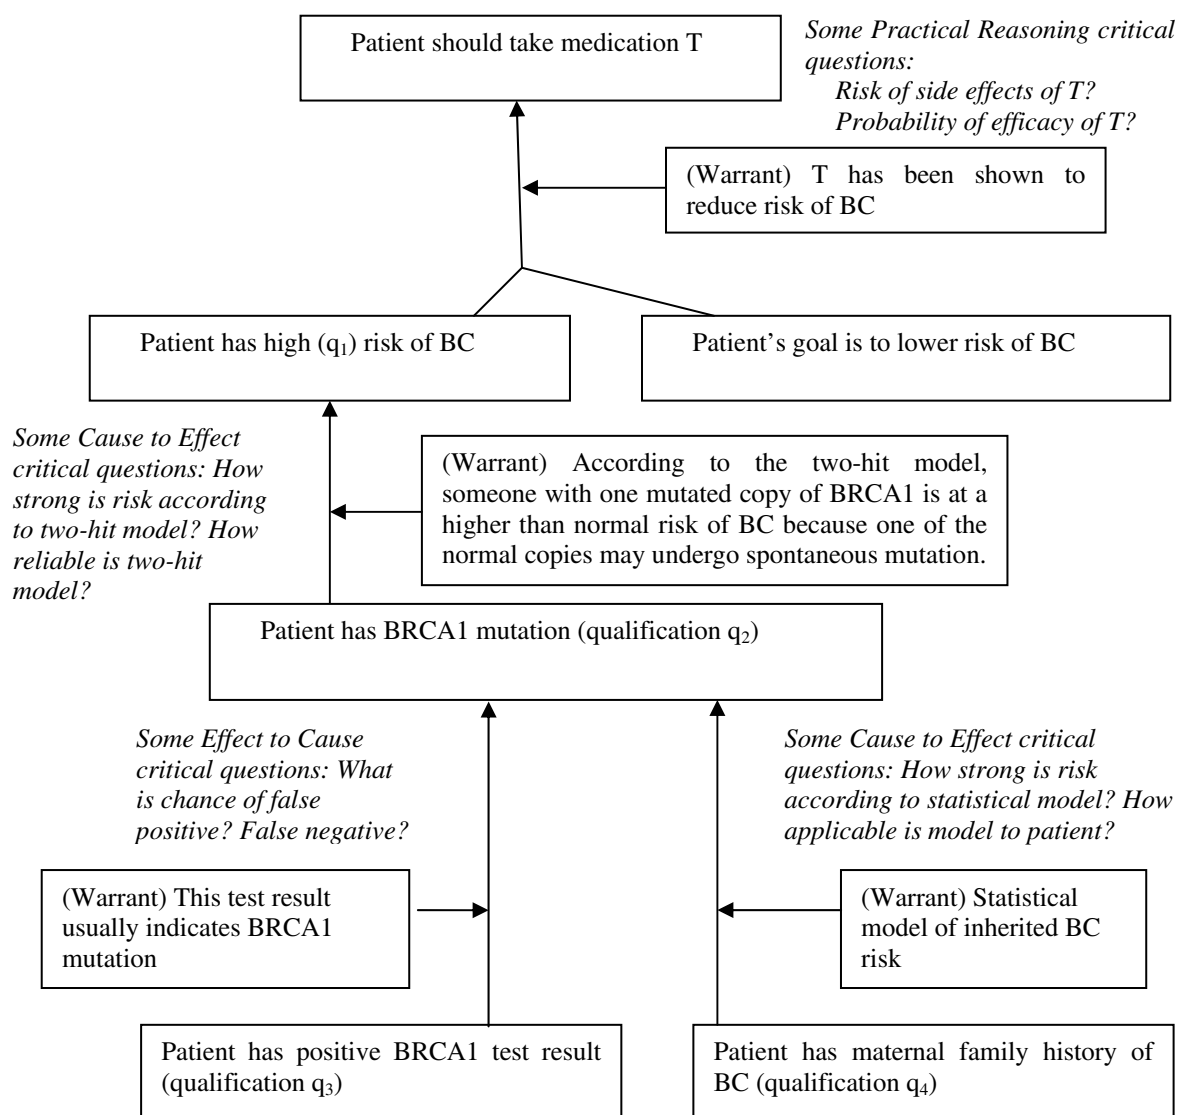 Patient should take medication T
Some Practical Reasoning critical
questions:
Risk of side effects of T?
Probability of efficacy of T?
(Warrant) T has been shown to
reduce risk of BC
Patient has high (q1) risk of BC
Patient's goal is to lower risk of BC
Some Cause to Effect
critical questions: How
strong is risk according
to two-hit model? How
reliable is two-hit
model?
(Warrant) According to the two-hit model,
someone with one mutated copy of BRCA1 is at a
higher than normal risk of BC because one of the
normal copies may undergo spontaneous mutation.
Patient has BRCA1 mutation (qualification q2)
Some Effect to Cause
critical questions: What
is chance of false
positive? False negative?
Some Cause to Effect critical
questions: How strong is risk
according to statistical model? How
applicable is model to patient?
(Warrant) This test result
usually indicates BRCA1
mutation
(Warrant) Statistical
model of inherited BC
risk
Patient has positive BRCA1 test result
(qualification q3)
Patient has maternal family history of
BC (qualification q4)